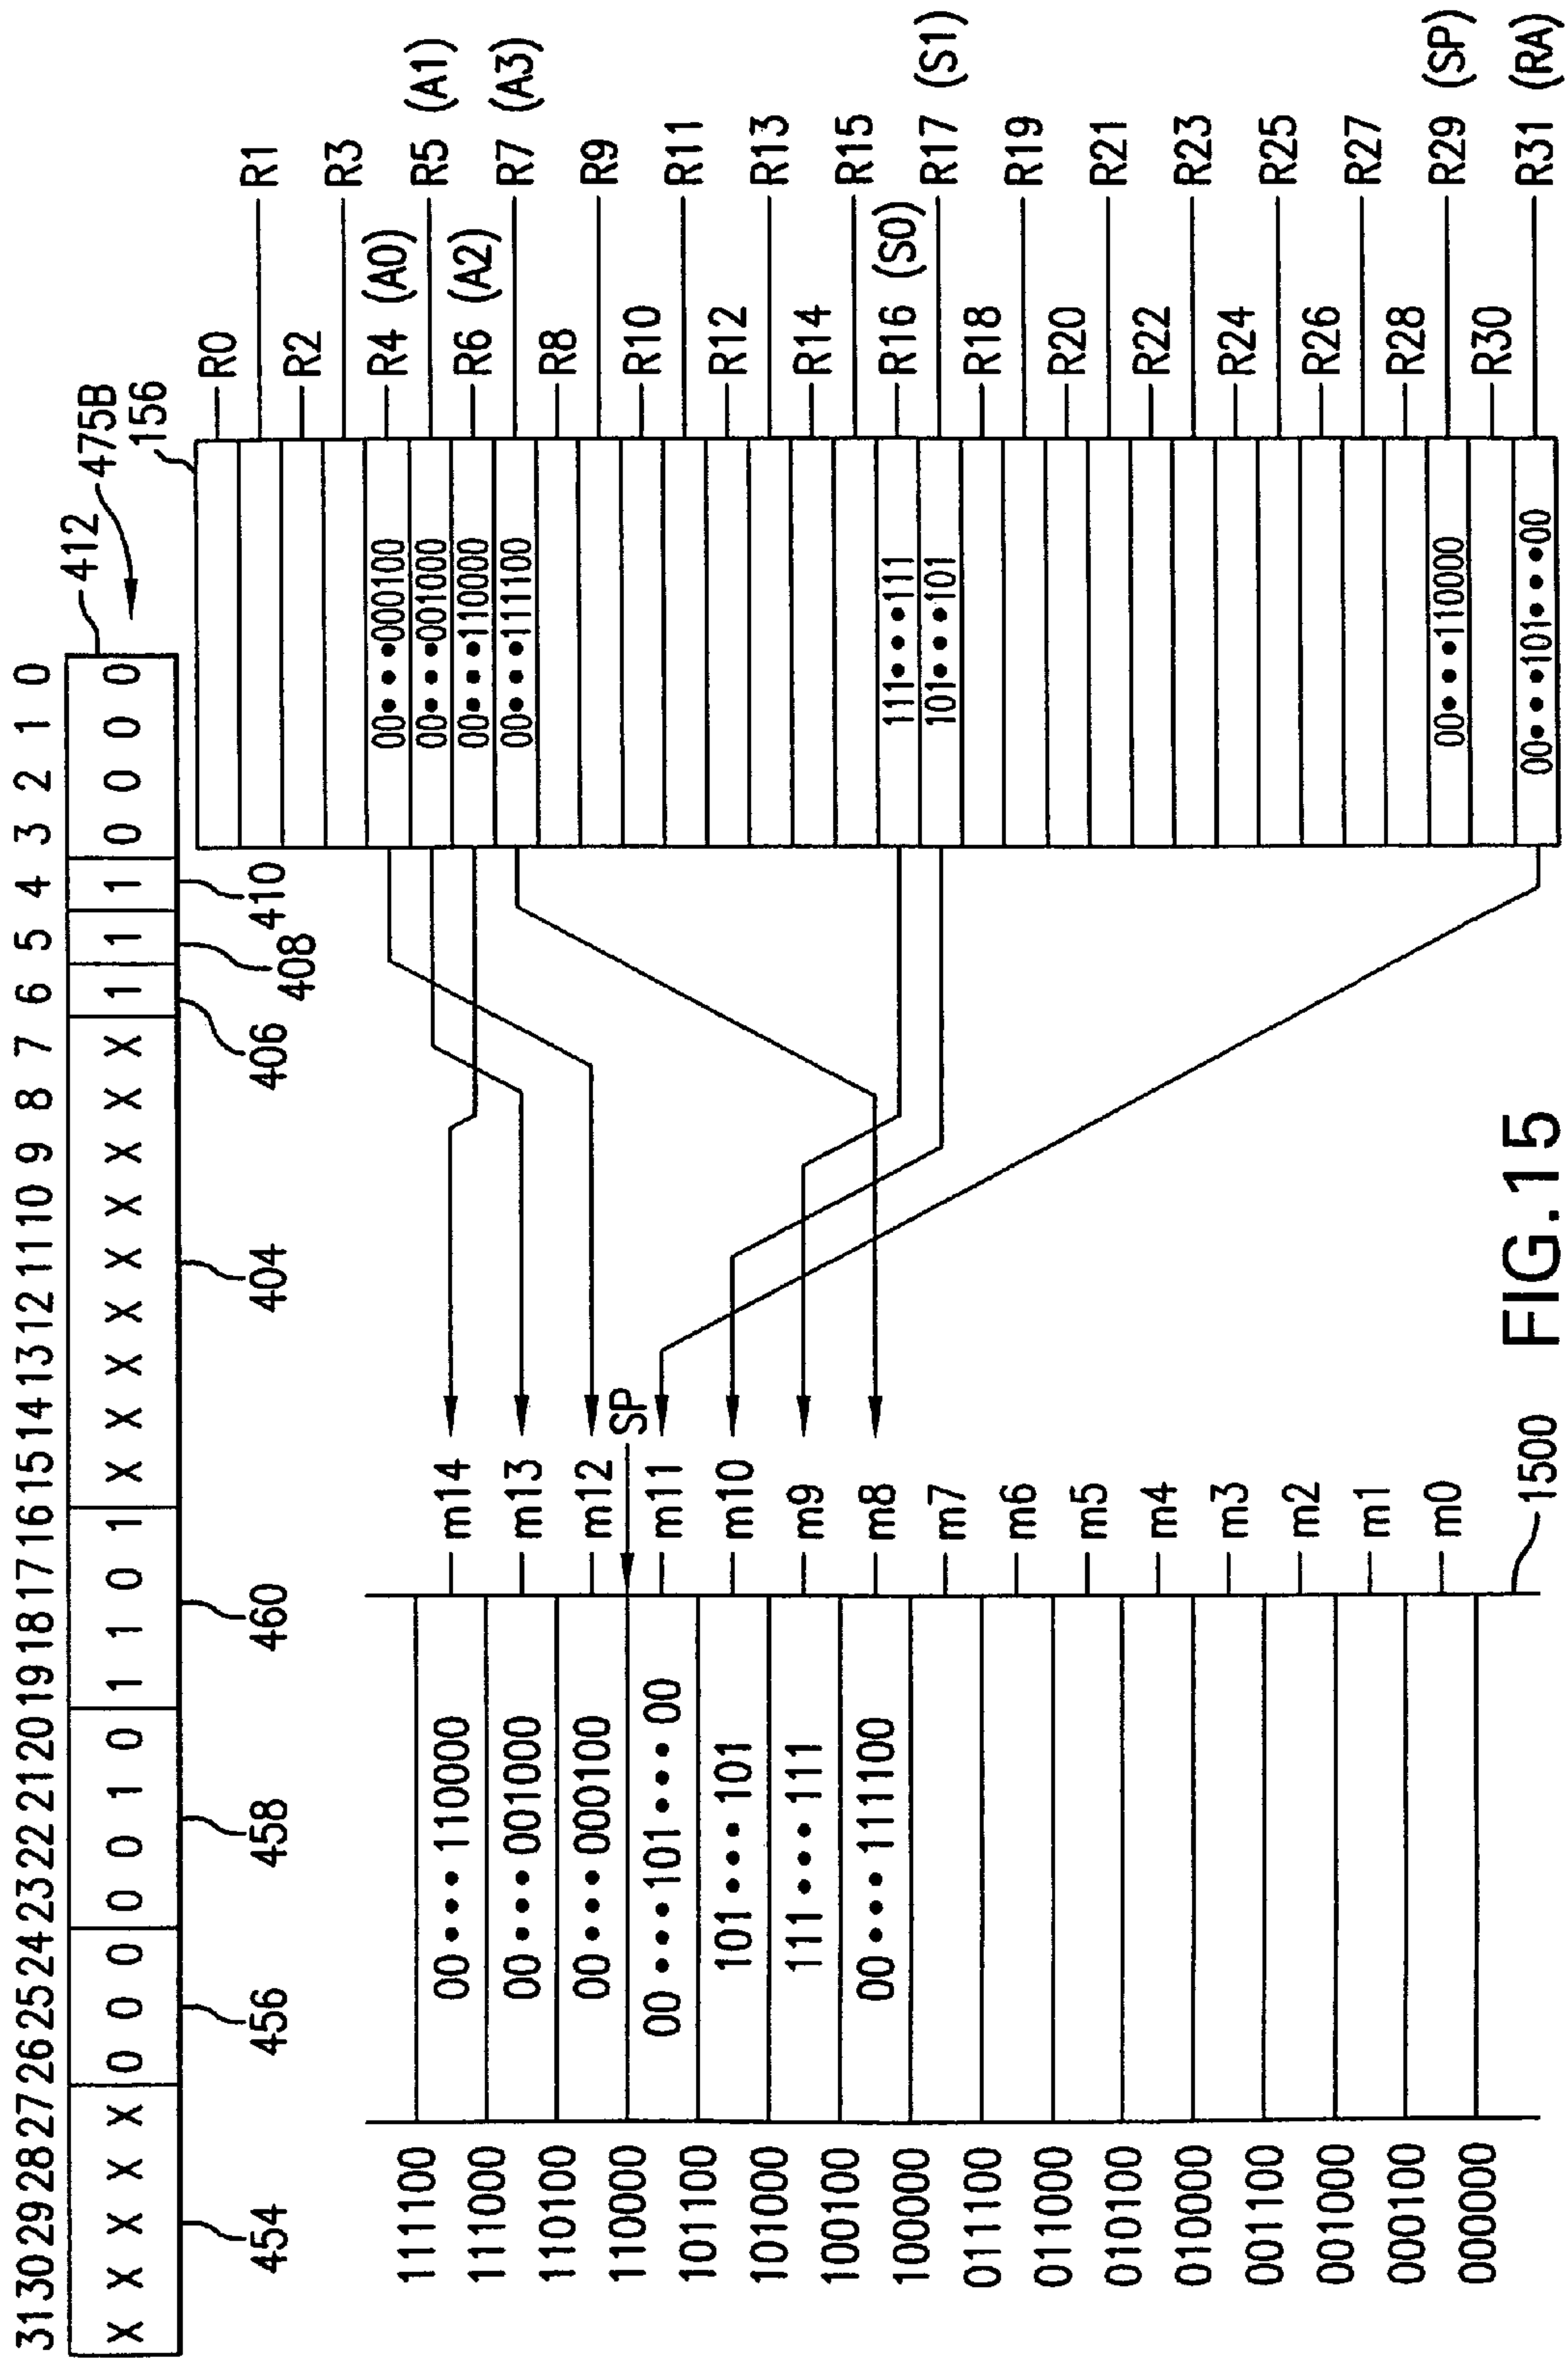 31 30 29 28 27 26 25 24 23 22 21 20 19 18 17 16 15 14 13 12 11 10 9 8 7 6 5 4 3 2 1 0
X X X X X 0 0 0 0 0 1 0 1 1 0 1 X X X X X X X X X 1 1 1 0 0 0 0
412
475B
454 456 458 460 404 406 408 410
156
111100
111000
110100
110000
101100
101000
100100
100000
011100
011000
010100
010000
001100
001000
000100
000000
00••••110000
00••••001000
00••••000100
00••••101••••00
101••••101
111••••111
00••••111100
m14
m13
m12
SP
m11
m10
m9
m8
m7
m6
m5
m4
m3
m2
m1
m0
1500
00••••000100
00••••001000
00••••110000
00••••111100
111••••111
101••••101
00••••110000
00••••101••••00
R0
R1
R2
R3
R4 (A0)
R5 (A1)
R6 (A2)
R7 (A3)
R8
R9
R10
R11
R12
R13
R14
R15
R16 (S0)
R17 (S1)
R18
R19
R20
R21
R22
R23
R24
R25
R26
R27
R28
R29 (SP)
R30
R31 (RA)
FIG.15